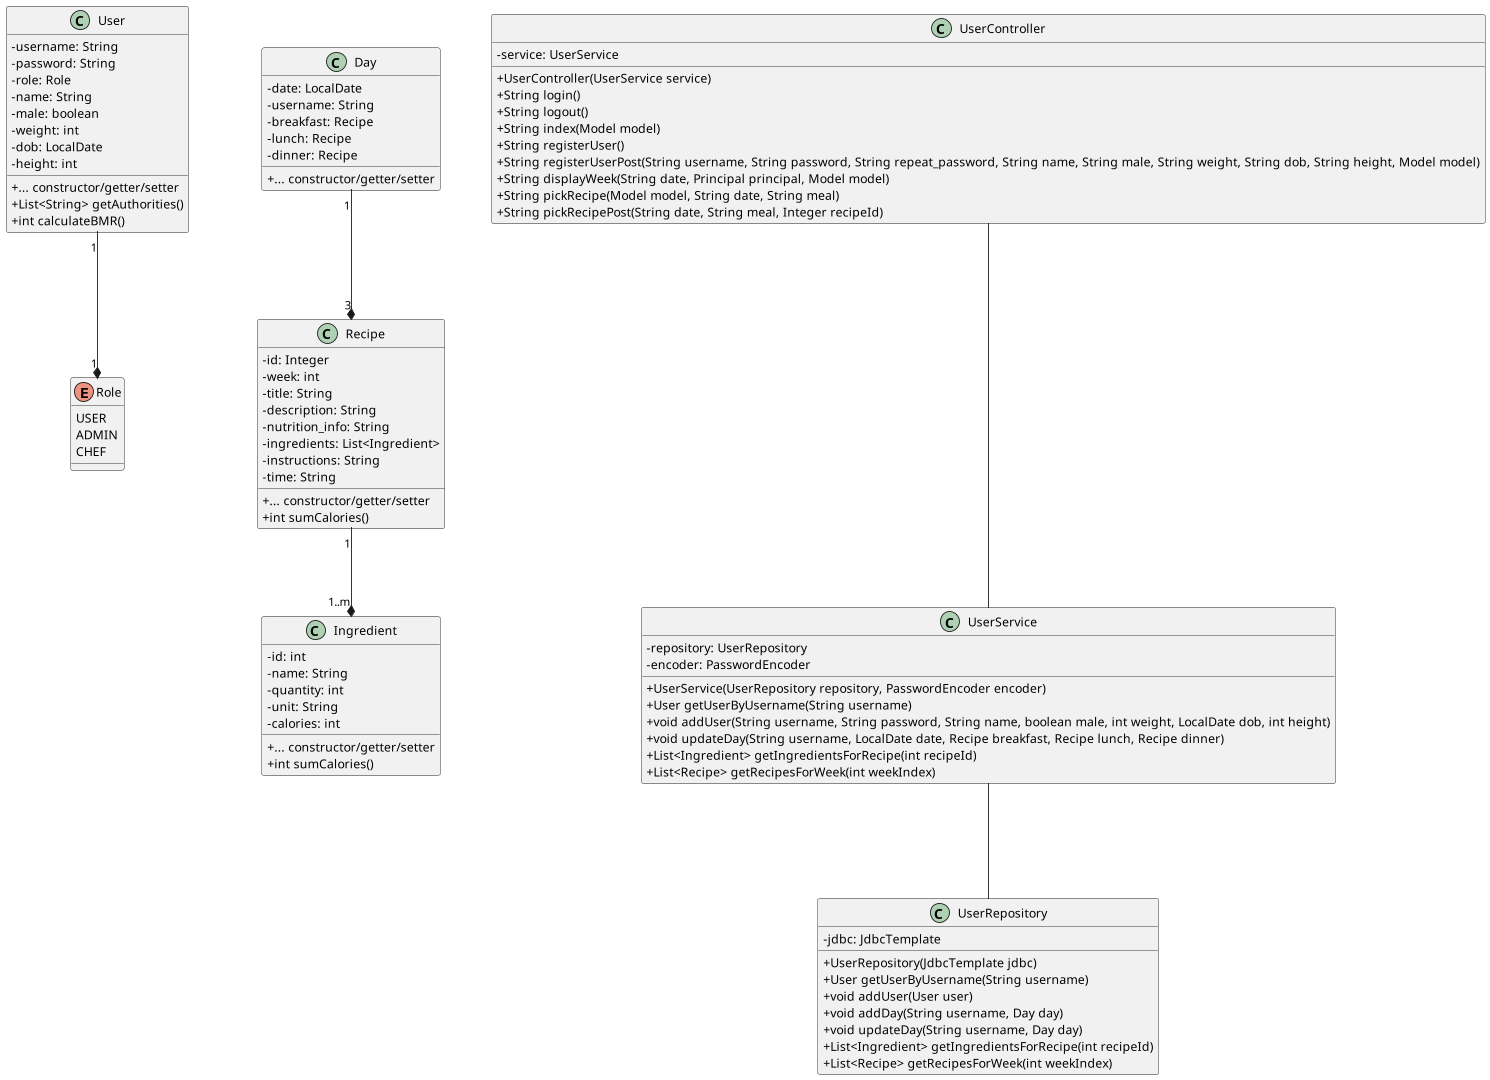 C User
-username: String
-password: String
-role: Role
-name: String
-male: boolean
-weight: int
-dob: LocalDate
-height: int
+... constructor/getter/setter
+List<String> getAuthorities()
+int calculateBMR()
1
1
E Role
USER
ADMIN
CHEF
C Day
-date: LocalDate
-username: String
-breakfast: Recipe
-lunch: Recipe
-dinner: Recipe
+... constructor/getter/setter
1
3
C Recipe
-id: Integer
-week: int
-title: String
-description: String
-nutrition_info: String
-ingredients: List<Ingredient>
-instructions: String
-time: String
+... constructor/getter/setter
+int sumCalories()
1
1..m
C Ingredient
-id: int
-name: String
-quantity: int
-unit: String
-calories: int
+... constructor/getter/setter
+int sumCalories()
C UserController
-service: UserService
+UserController(UserService service)
+String login()
+String logout()
+String index(Model model)
+String registerUser()
+String registerUserPost(String username, String password, String repeat_password, String name, String male, String weight, String dob, String height, Model model)
+String displayWeek(String date, Principal principal, Model model)
+String pickRecipe(Model model, String date, String meal)
+String pickRecipePost(String date, String meal, Integer recipeId)
C UserService
-repository: UserRepository
-encoder: PasswordEncoder
+UserService(UserRepository repository, PasswordEncoder encoder)
+User getUserByUsername(String username)
+void addUser(String username, String password, String name, boolean male, int weight, LocalDate dob, int height)
+void updateDay(String username, LocalDate date, Recipe breakfast, Recipe lunch, Recipe dinner)
+List<Ingredient> getIngredientsForRecipe(int recipeId)
+List<Recipe> getRecipesForWeek(int weekIndex)
C UserRepository
-jdbc: JdbcTemplate
+UserRepository(JdbcTemplate jdbc)
+User getUserByUsername(String username)
+void addUser(User user)
+void addDay(String username, Day day)
+void updateDay(String username, Day day)
+List<Ingredient> getIngredientsForRecipe(int recipeId)
+List<Recipe> getRecipesForWeek(int weekIndex)